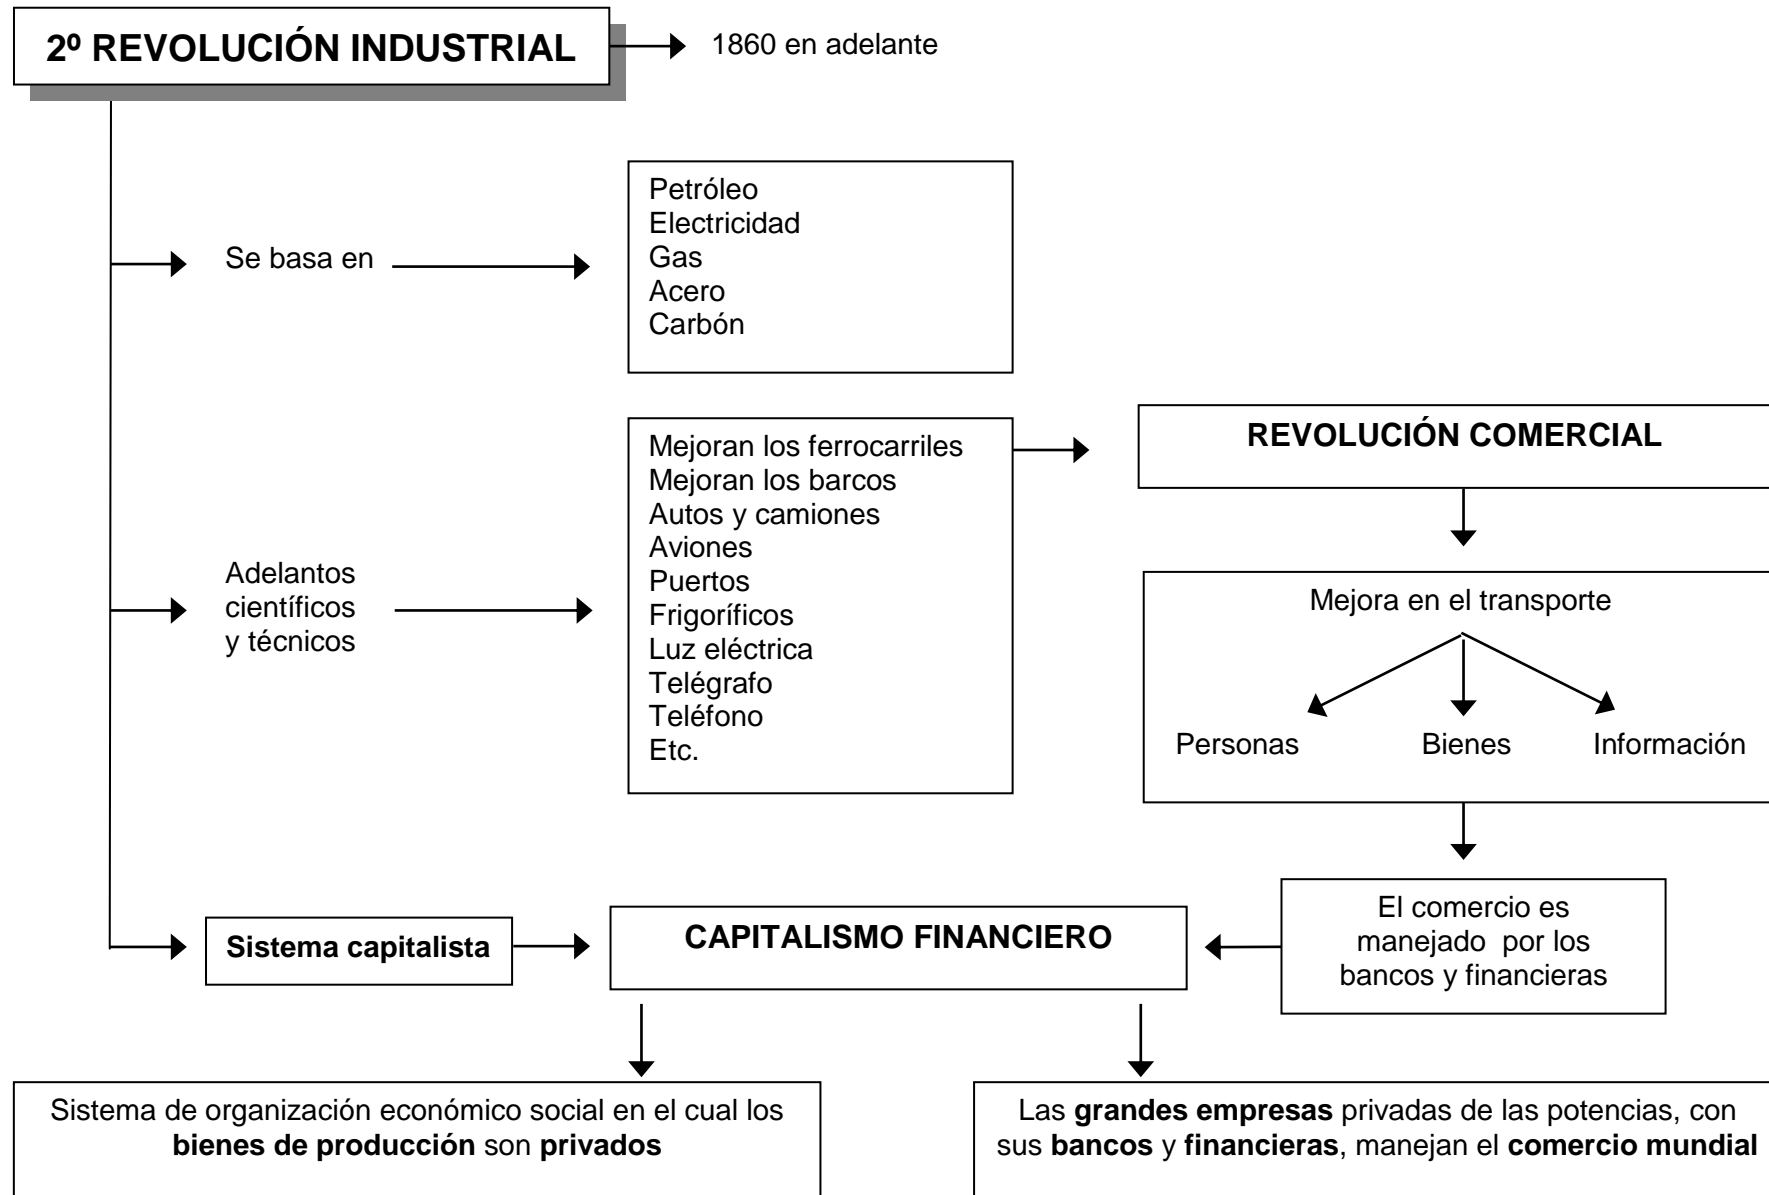 2º REVOLUCIÓN INDUSTRIAL
1860 en adelante
Se basa en
Petróleo
Electricidad
Gas
Acero
Carbón
Adelantos
científicos
y técnicos
Mejoran los ferrocarriles
Mejoran los barcos
Autos y camiones
Aviones
Puertos
Frigoríficos
Luz eléctrica
Telégrafo
Teléfono
Etc.
REVOLUCIÓN COMERCIAL
Mejora en el transporte
Personas
Bienes
Información
El comercio es
manejado por los
bancos y financieras
Sistema capitalista
CAPITALISMO FINANCIERO
Sistema de organización económico social en el cual los
bienes de producción son privados
Las grandes empresas privadas de las potencias, con
sus bancos y financieras, manejan el comercio mundial